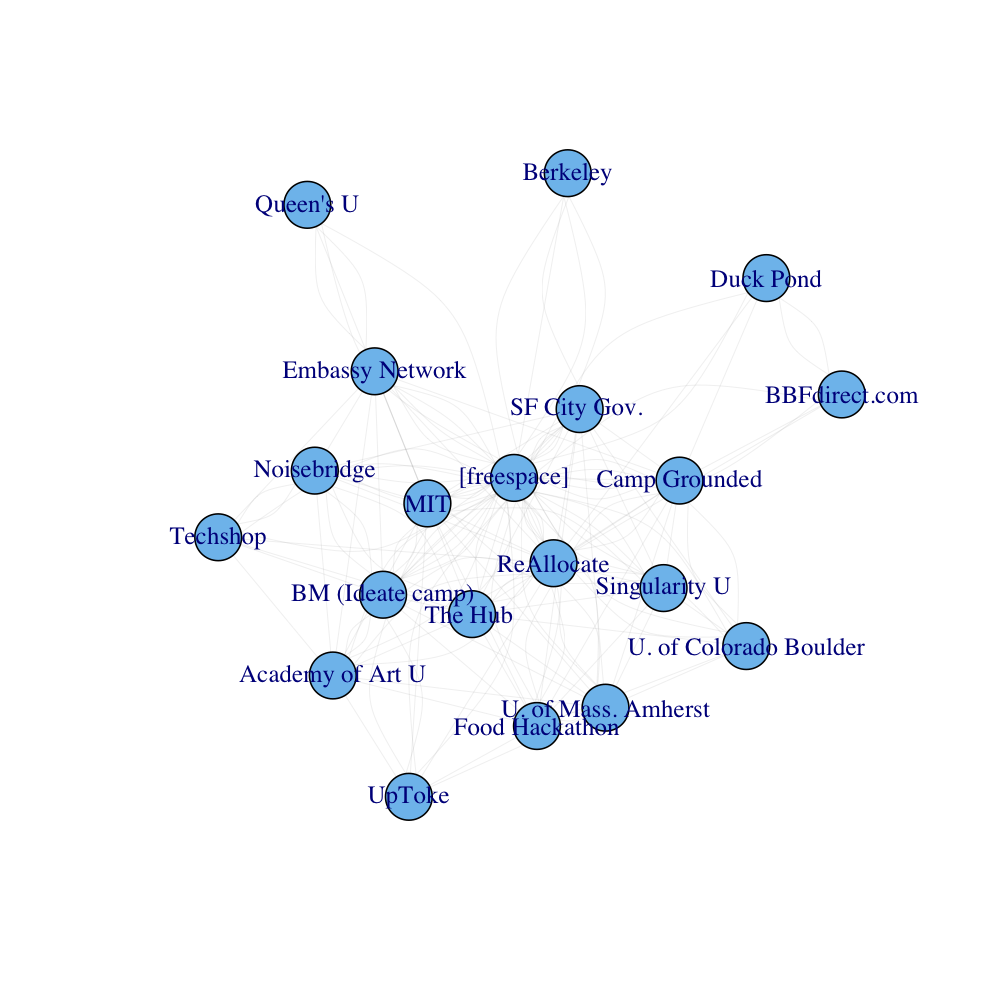 Berkeley
Queen's U
Duck Pond
Embassy Network
BBFdirect.com
SF City Gov.
Noisebridge
[freespace]
Camp Grounded
MIT
Techshop
ReAllocate
Singularity U
BM (Ideate camp)
The Hub
U. of Colorado Boulder
Academy of Art U
U. of Mass. Amherst
Food Hackathon
UpToke